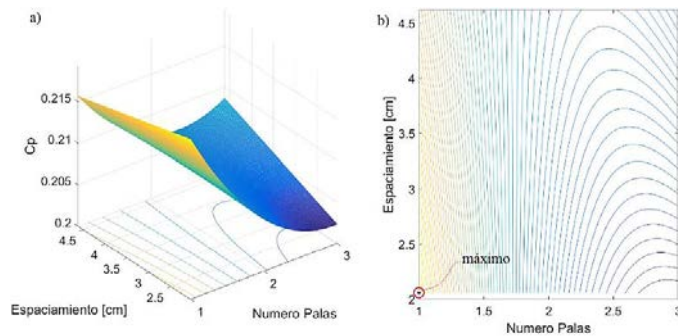 a)
0.215
0.21
0.205
0.2
Cp
4.5
4
3.5
3
2.5
Espaciamiento [cm]
1
2
3
Numero Palas
b)
4.5
4
3.5
3
2.5
2
Espaciamiento [cm]
máximo
1
1.5
2
2.5
3
Numero Palas